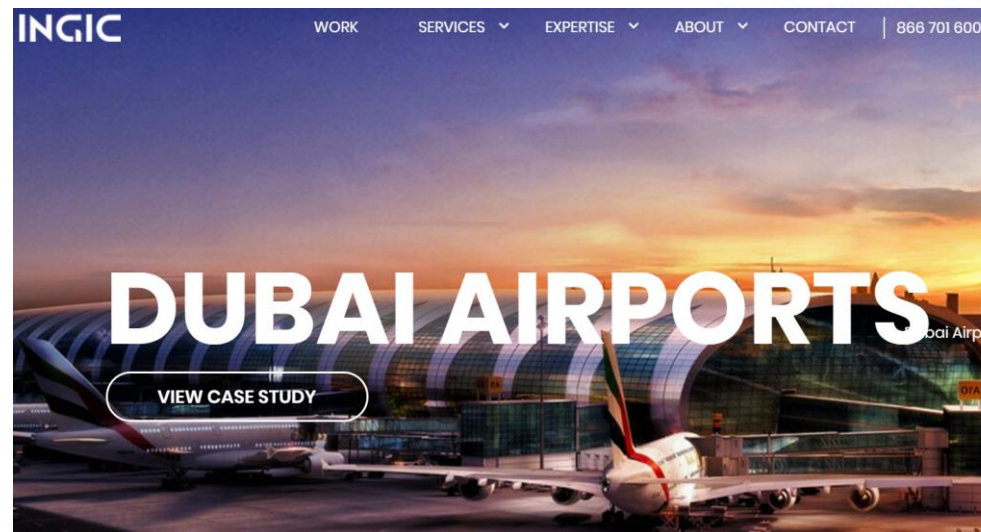 INGIC
WORK SERVICES EXPERTISE ABOUT CONTACT 866 701 600
DUBAI AIRPORTS
VIEW CASE STUDY